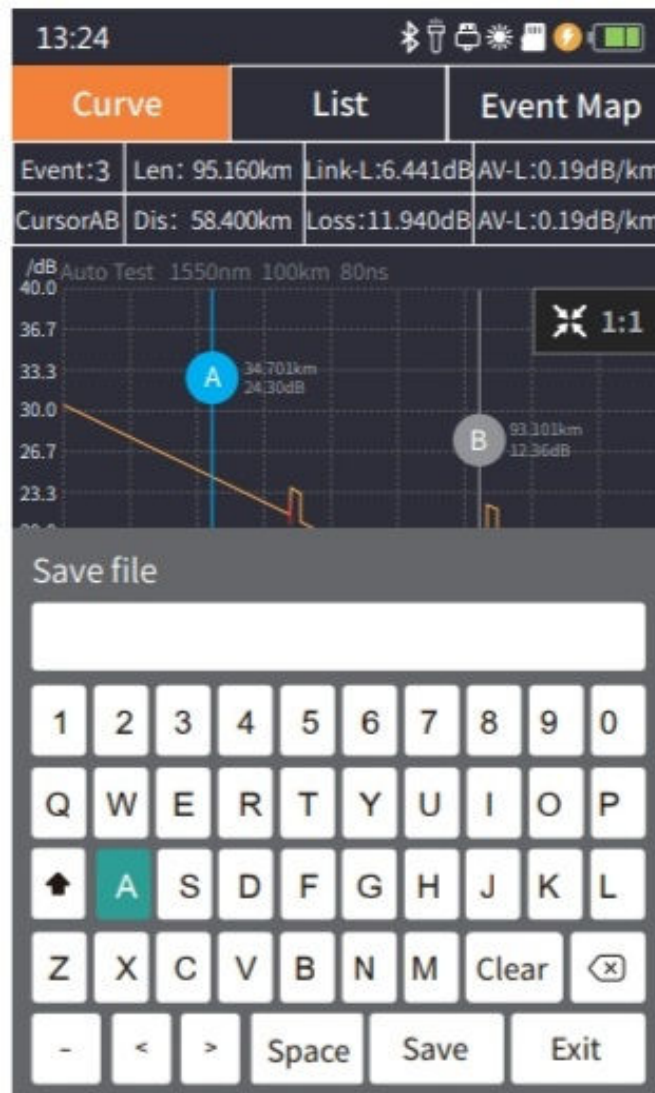 13:24
Curve List Event Map
Event:3 Len: 95.160km Link-L:6.441dB AV-L:0.19dB/km
CursorAB Dis: 58.400km Loss:11.940dB AV-L:0.19dB/km
/dB Auto Test 1550nm 100km 80ns
40.0
1:1
36.7
33.3
A 34.701km
24.30dB
30.0
B 93.101km
12.36dB
26.7
23.3
Save file
1 2 3 4 5 6 7 8 9 0
Q W E R T Y U I O P
A S D F G H J K L
Z X C V B N M Clear
- < > Space Save Exit